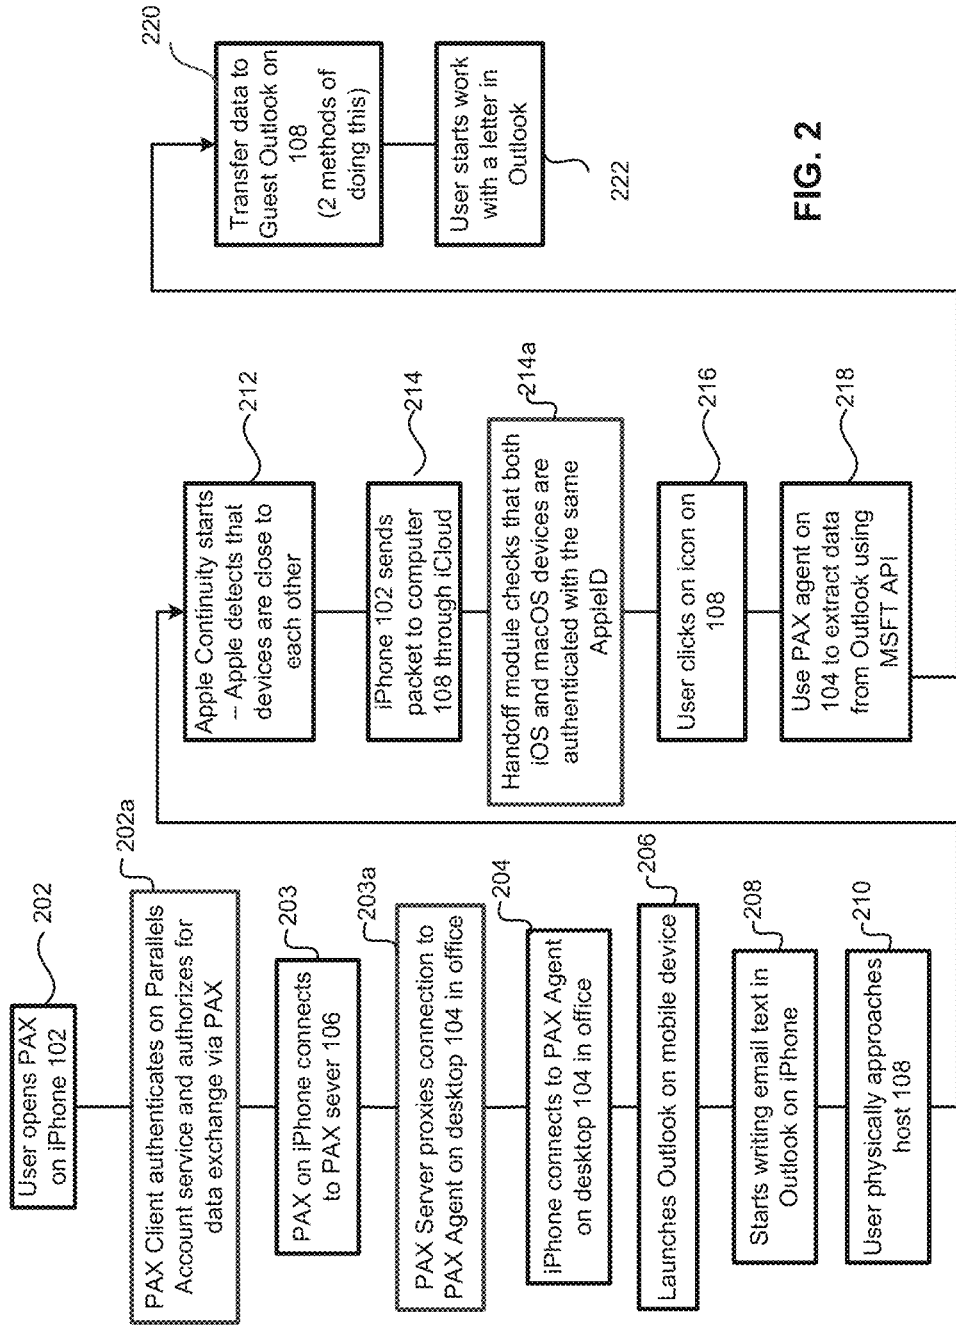 202
User opens PAX
on iPhone 102
202a
PAX Client authenticates on Parallels
Account service and authorizes for
data exchange via PAX
203
PAX on iPhone connects
to PAX sever 106
203a
PAX Server proxies connection to
PAX Agent on desktop 104 in office
204
iPhone connects to PAX Agent
on desktop 104 in office
206
Launches Outlook on mobile device
208
Starts writing email text in
Outlook on iPhone
210
User physically approaches
host 108
212
Apple Continuity starts
-- Apple detects that
devices are close to
each other
214
iPhone 102 sends
packet to computer
108 through iCloud
214a
Handoff module checks that both
iOS and macOS devices are
authenticated with the same
AppleID
216
User clicks on icon on
108
218
Use PAX agent on
104 to extract data
from Outlook using
MSFT API
220
Transfer data to
Guest Outlook on
108
(2 methods of
doing this)
User starts work
with a letter in
Outlook
222
FIG. 2